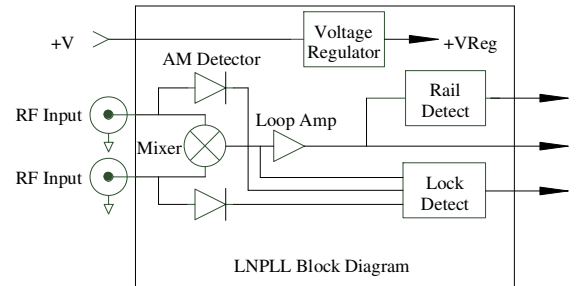 +V
Voltage
Regulator
+VReg
AM Detector
RF Input
Mixer
Loop Amp
Rail
Detect
RF Input
Lock
Detect
LNPLL Block Diagram